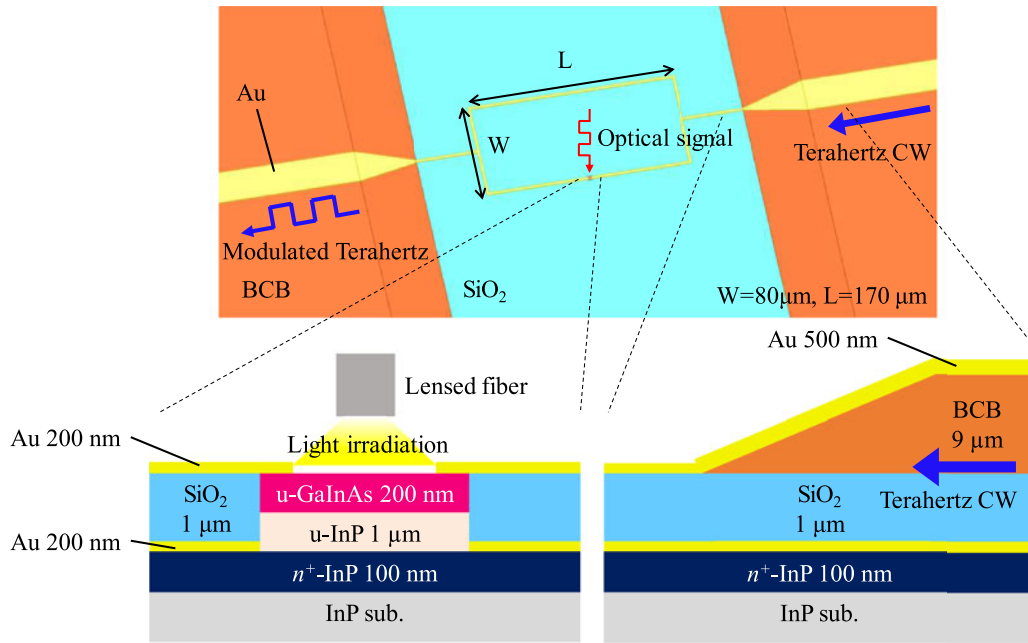 L
Au
W
Optical signal
Terahertz CW
Modulated Terahertz
BCB
SiO₂
W=80μm, L=170 μm
Au 500 nm
Lensed fiber
BCB
9 μm
Au 200 nm
Light irradiation
SiO₂
1 μm
u-GaInAs 200 nm
Terahertz CW
SiO₂
1 μm
Au 200 nm
u-InP 1 μm
n⁺-InP 100 nm
n⁺-InP 100 nm
InP sub.
InP sub.